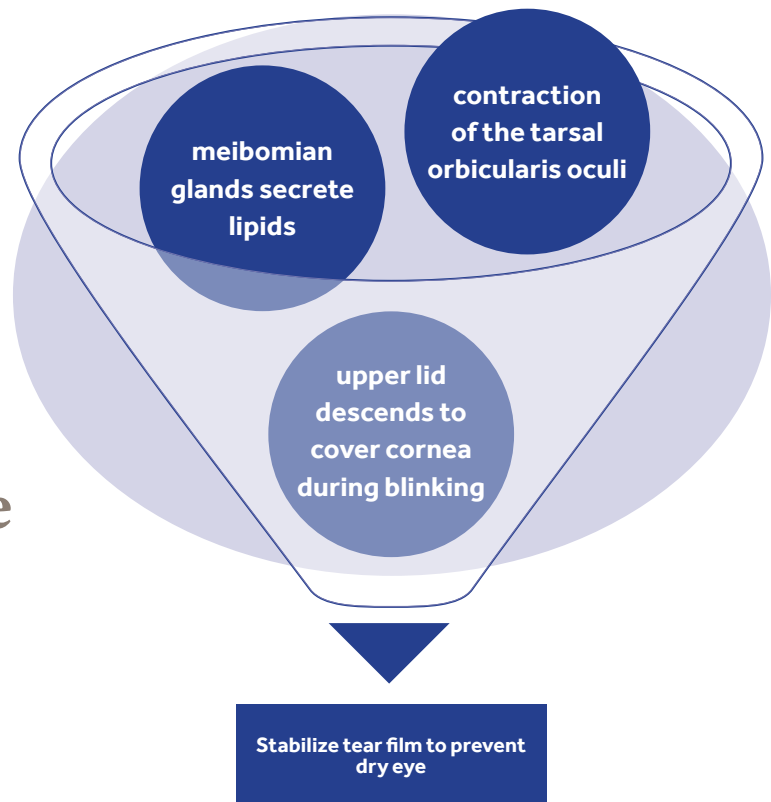 contraction
of the tarsal
orbicularis oculi
meibomian
glands secrete
lipids
upper lid
descends to
cover cornea
during blinking
e
Stabilize tear film to prevent
dry eye